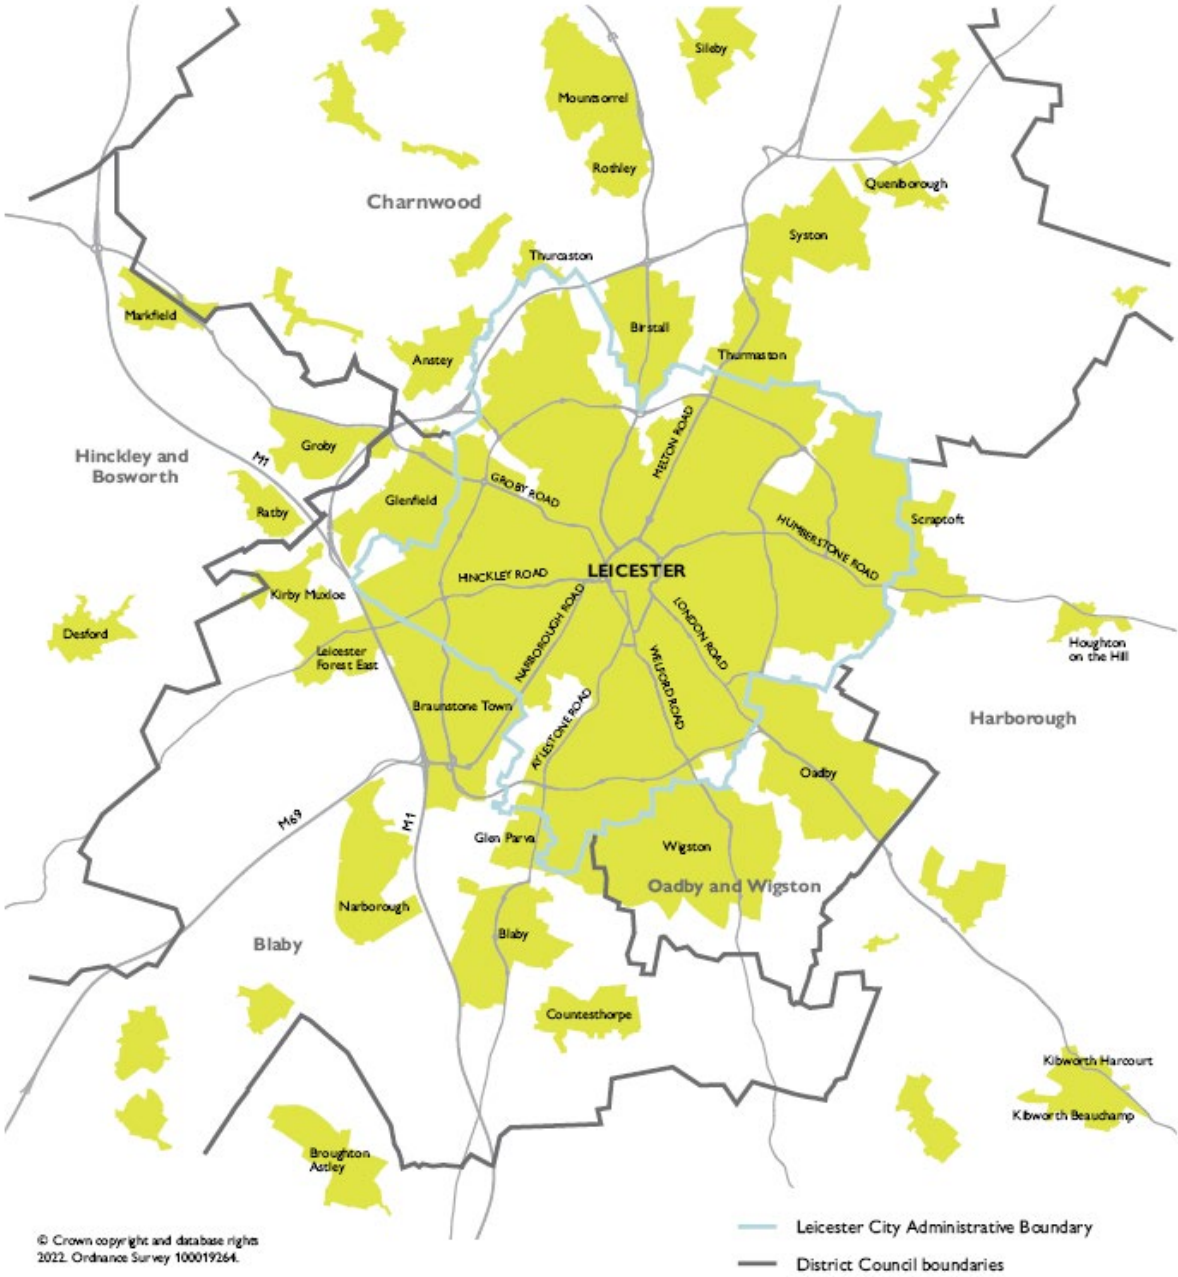 Sileby
Mountsorrel
Rothley
Queniborough
Charnwood
Syston
Thurcaston
Markfield
Birstall
Anstey
Thurmaston
MELTON ROAD
Groby
Hinckley and
Bosworth
M1
GROBY ROAD
Glenfield
Ratby
Scraptoft
HUMBERSTONE ROAD
LEICESTER
HINCKLEY ROAD
Kirby Muxloe
NARBOROUGH ROAD
LONDON ROAD
Desford
Houghton
on the Hill
Leicester
Forest East
WELFORD ROAD
Braunstone Town
AYLESTONE ROAD
Harborough
Oadby
M69
M1
Glen Parva
Wigston
Oadby and Wigston
Narborough
Blaby
Blaby
Countesthorpe
Kibworth Harcourt
Kibworth Beauchamp
Broughton
Astley
© Crown copyright and database rights
2022. Ordnance Survey 100019264.
Leicester City Administrative Boundary
District Council boundaries